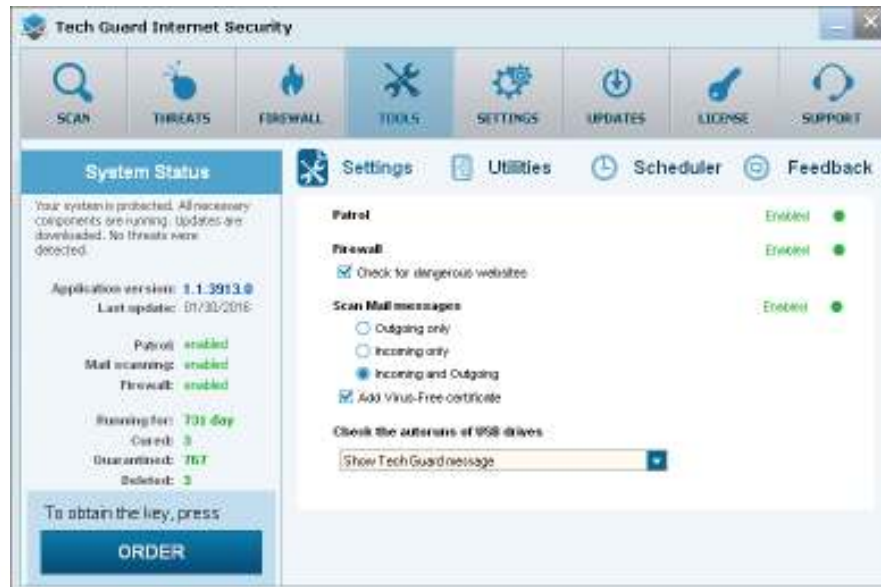 Tech Guard Internet Security
SCAN
THREATS
FIREWALL
TOOLS
SETTINGS
UPDATES
LICENSE
SUPPORT
System Status
Settings
Utilities
Scheduler
Feedback
Your system is protected. All necessary
components are running. Updates are
downloaded. No threats were
detected.
Application version: 1.1.3913.0
Last update: 01/30/2016
Patrol: enabled
Mail scanning: enabled
Firewall: enabled
Running for: 731 day
Cured: 3
Quarantined: 767
Deleted: 3
To obtain the key, press
ORDER
Patrol Enabled
Firewall Enabled
Check for dangerous websites
Scan Mail messages Enabled
Outgoing only
Incoming only
Incoming and Outgoing
Add Virus-Free certificate
Check the autoruns of USB drives
Show Tech Guard message